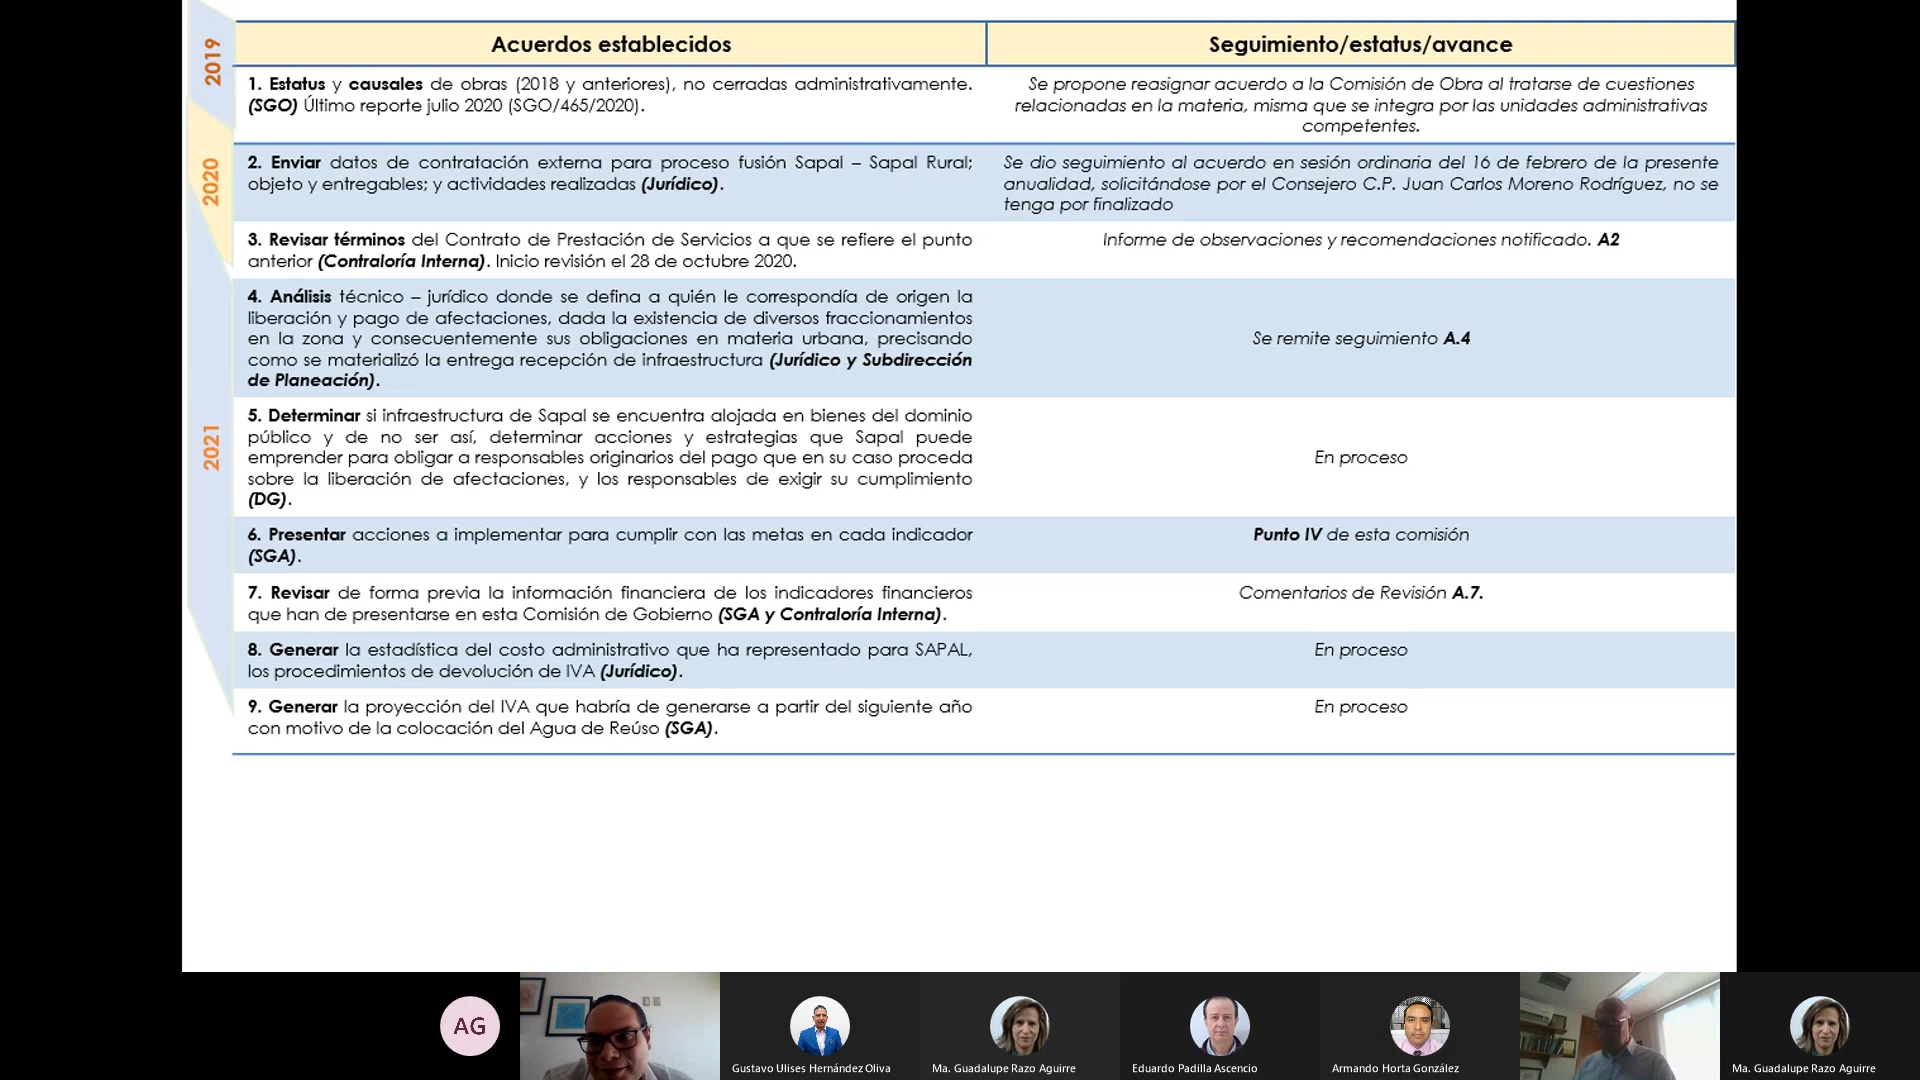 2019
2020
2021
Acuerdos establecidos
Seguimiento/estatus/avance
1. Estatus y causales de obras (2018 y anteriores), no cerradas administrativamente.
(SGO) Último reporte julio 2020 (SGO/465/2020).
Se propone reasignar acuerdo a la Comisión de Obra al tratarse de cuestiones
relacionadas en la materia, misma que se integra por las unidades administrativas
competentes.
2. Enviar datos de contratación externa para proceso fusión Sapal – Sapal Rural;
objeto y entregables; y actividades realizadas (Jurídico).
Se dio seguimiento al acuerdo en sesión ordinaria del 16 de febrero de la presente
anualidad, solicitándose por el Consejero C.P. Juan Carlos Moreno Rodríguez, no se
tenga por finalizado
3. Revisar términos del Contrato de Prestación de Servicios a que se refiere el punto
anterior (Contraloría Interna). Inicio revisión el 28 de octubre 2020.
Informe de observaciones y recomendaciones notificado. A2
4. Análisis técnico – jurídico donde se defina a quién le correspondía de origen la
liberación y pago de afectaciones, dada la existencia de diversos fraccionamientos
en la zona y consecuentemente sus obligaciones en materia urbana, precisando
como se materializó la entrega recepción de infraestructura (Jurídico y Subdirección
de Planeación).
Se remite seguimiento A.4
5. Determinar si infraestructura de Sapal se encuentra alojada en bienes del dominio
público y de no ser así, determinar acciones y estrategias que Sapal puede
emprender para obligar a responsables originarios del pago que en su caso proceda
sobre la liberación de afectaciones, y los responsables de exigir su cumplimiento
(DG).
En proceso
6. Presentar acciones a implementar para cumplir con las metas en cada indicador
(SGA).
Punto IV de esta comisión
7. Revisar de forma previa la información financiera de los indicadores financieros
que han de presentarse en esta Comisión de Gobierno (SGA y Contraloría Interna).
Comentarios de Revisión A.7.
8. Generar la estadística del costo administrativo que ha representado para SAPAL,
los procedimientos de devolución de IVA (Jurídico).
En proceso
9. Generar la proyección del IVA que habría de generarse a partir del siguiente año
con motivo de la colocación del Agua de Reúso (SGA).
En proceso
AG
Gustavo Ulises Hernández Oliva
Ma. Guadalupe Razo Aguirre
Eduardo Padilla Ascencio
Armando Horta González
Ma. Guadalupe Razo Aguirre